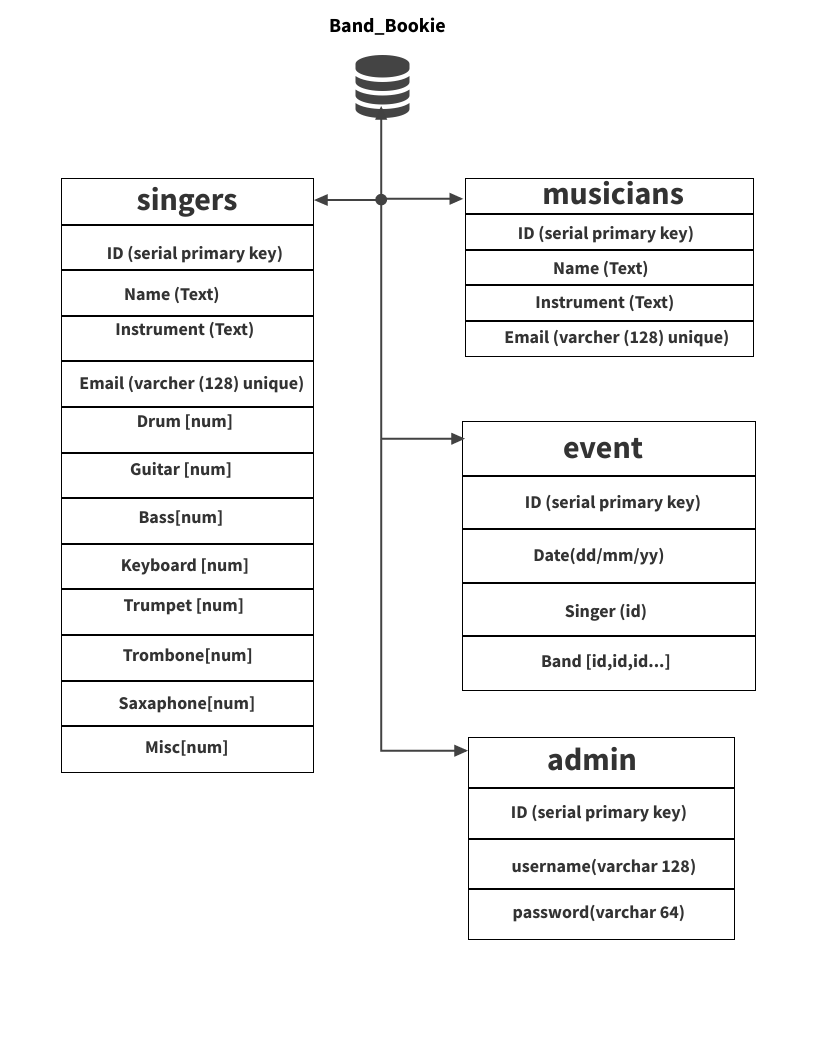 Band_Bookie
singers
ID (serial primary key)
Name (Text)
Instrument (Text)
Email (varcher (128) unique)
Drum [num]
Guitar [num]
Bass[num]
Keyboard [num]
Trumpet [num]
Trombone[num]
Saxaphone[num]
Misc[num]
musicians
ID (serial primary key)
Name (Text)
Instrument (Text)
Email (varcher (128) unique)
event
ID (serial primary key)
Date(dd/mm/yy)
Singer (id)
Band [id,id,id...]
admin
ID (serial primary key)
username(varchar 128)
password(varchar 64)